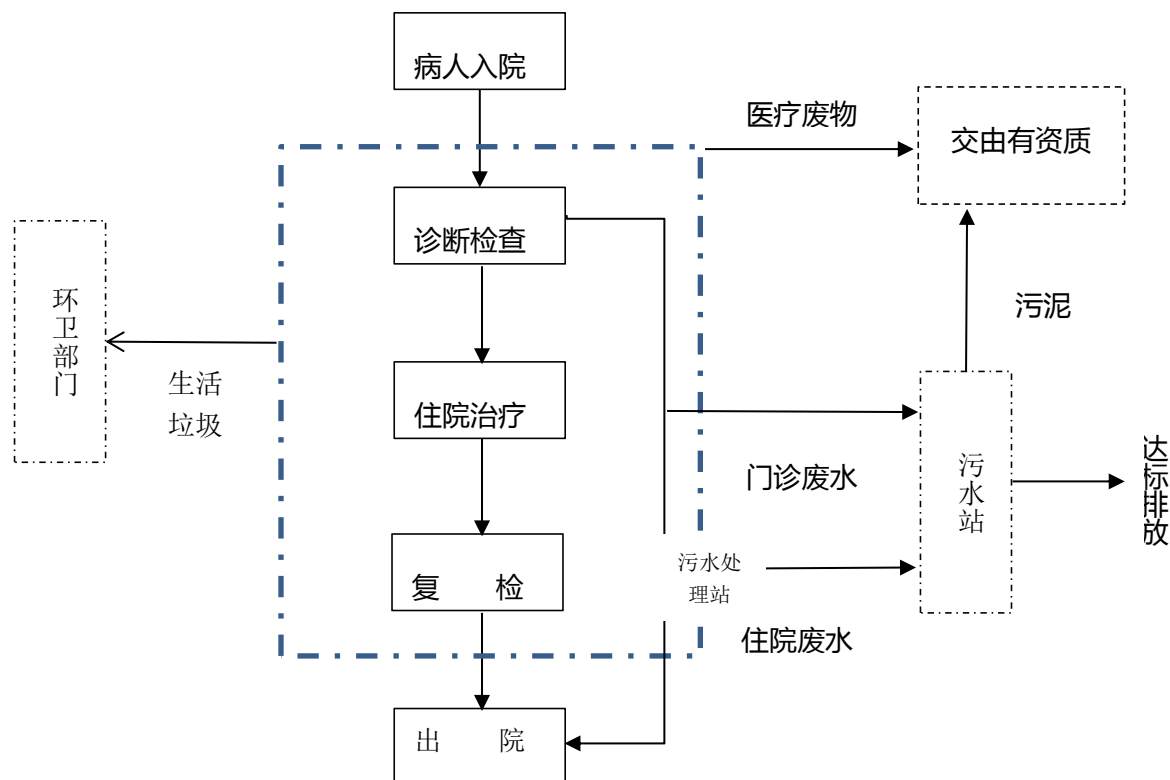 病人入院
医疗废物
交由有资质
诊断检查
环卫部门
生活
垃圾
污泥
住院治疗
门诊废水
污水站
达标排放
复 检
污水处
理站
住院废水
出 院